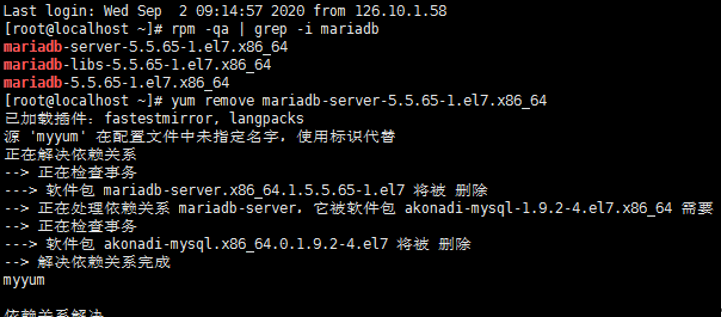 Last login: Wed Sep  2 09:14:57 2020 from 126.10.1.58
[root@localhost ~]# rpm -qa | grep -i mariadb
mariadb-server-5.5.65-1.el7.x86_64
mariadb-libs-5.5.65-1.el7.x86_64
mariadb-5.5.65-1.el7.x86_64
[root@localhost ~]# yum remove mariadb-server-5.5.65-1.el7.x86_64
已加载插件：fastestmirror, langpacks
源 'myyum' 在配置文件中未指定名字，使用标识代替
正在解决依赖关系
--> 正在检查事务
---> 软件包 mariadb-server.x86_64.1.5.5.65-1.el7 将被 删除
--> 正在处理依赖关系 mariadb-server，它被软件包 akonadi-mysql-1.9.2-4.el7.x86_64 需要
--> 正在检查事务
---> 软件包 akonadi-mysql.x86_64.0.1.9.2-4.el7 将被 删除
--> 解决依赖关系完成
myyum
依赖关系解决